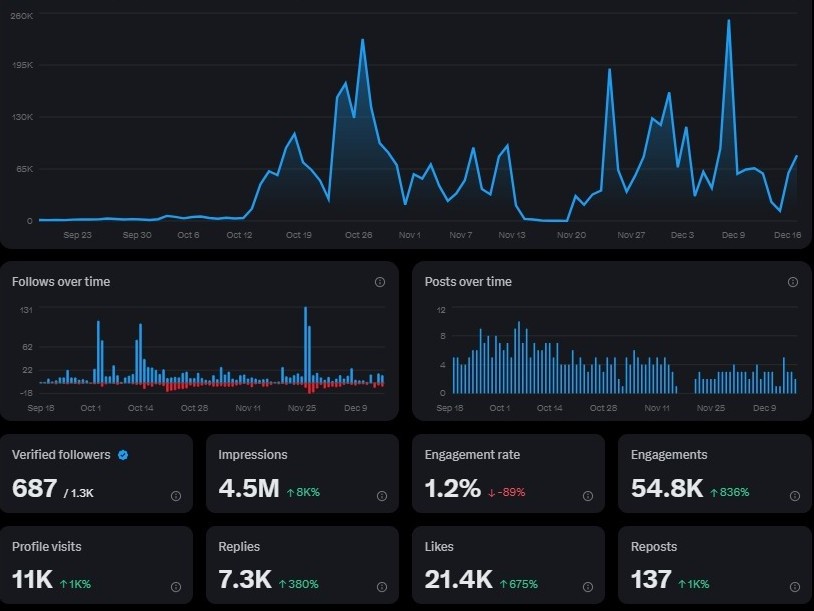 260K
195K
130K
65K
0
Sep 23 Sep 30 Oct 6 Oct 12 Oct 19 Oct 26 Nov 1 Nov 7 Nov 13 Nov 20 Nov 27 Dec 3 Dec 9 Dec 16
Follows over time
131
62
22
-18
Sep 18 Oct 1 Oct 14 Oct 28 Nov 11 Nov 25 Dec 9
Posts over time
12
8
4
0
Sep 18 Oct 1 Oct 14 Oct 28 Nov 11 Nov 25 Dec 9
Verified followers
687 / 1.3K
Impressions
4.5M ↑8K%
Engagement rate
1.2% ↓-89%
Engagements
54.8K ↑836%
Profile visits
11K ↑1K%
Replies
7.3K ↑380%
Likes
21.4K ↑675%
Reposts
137 ↑1K%